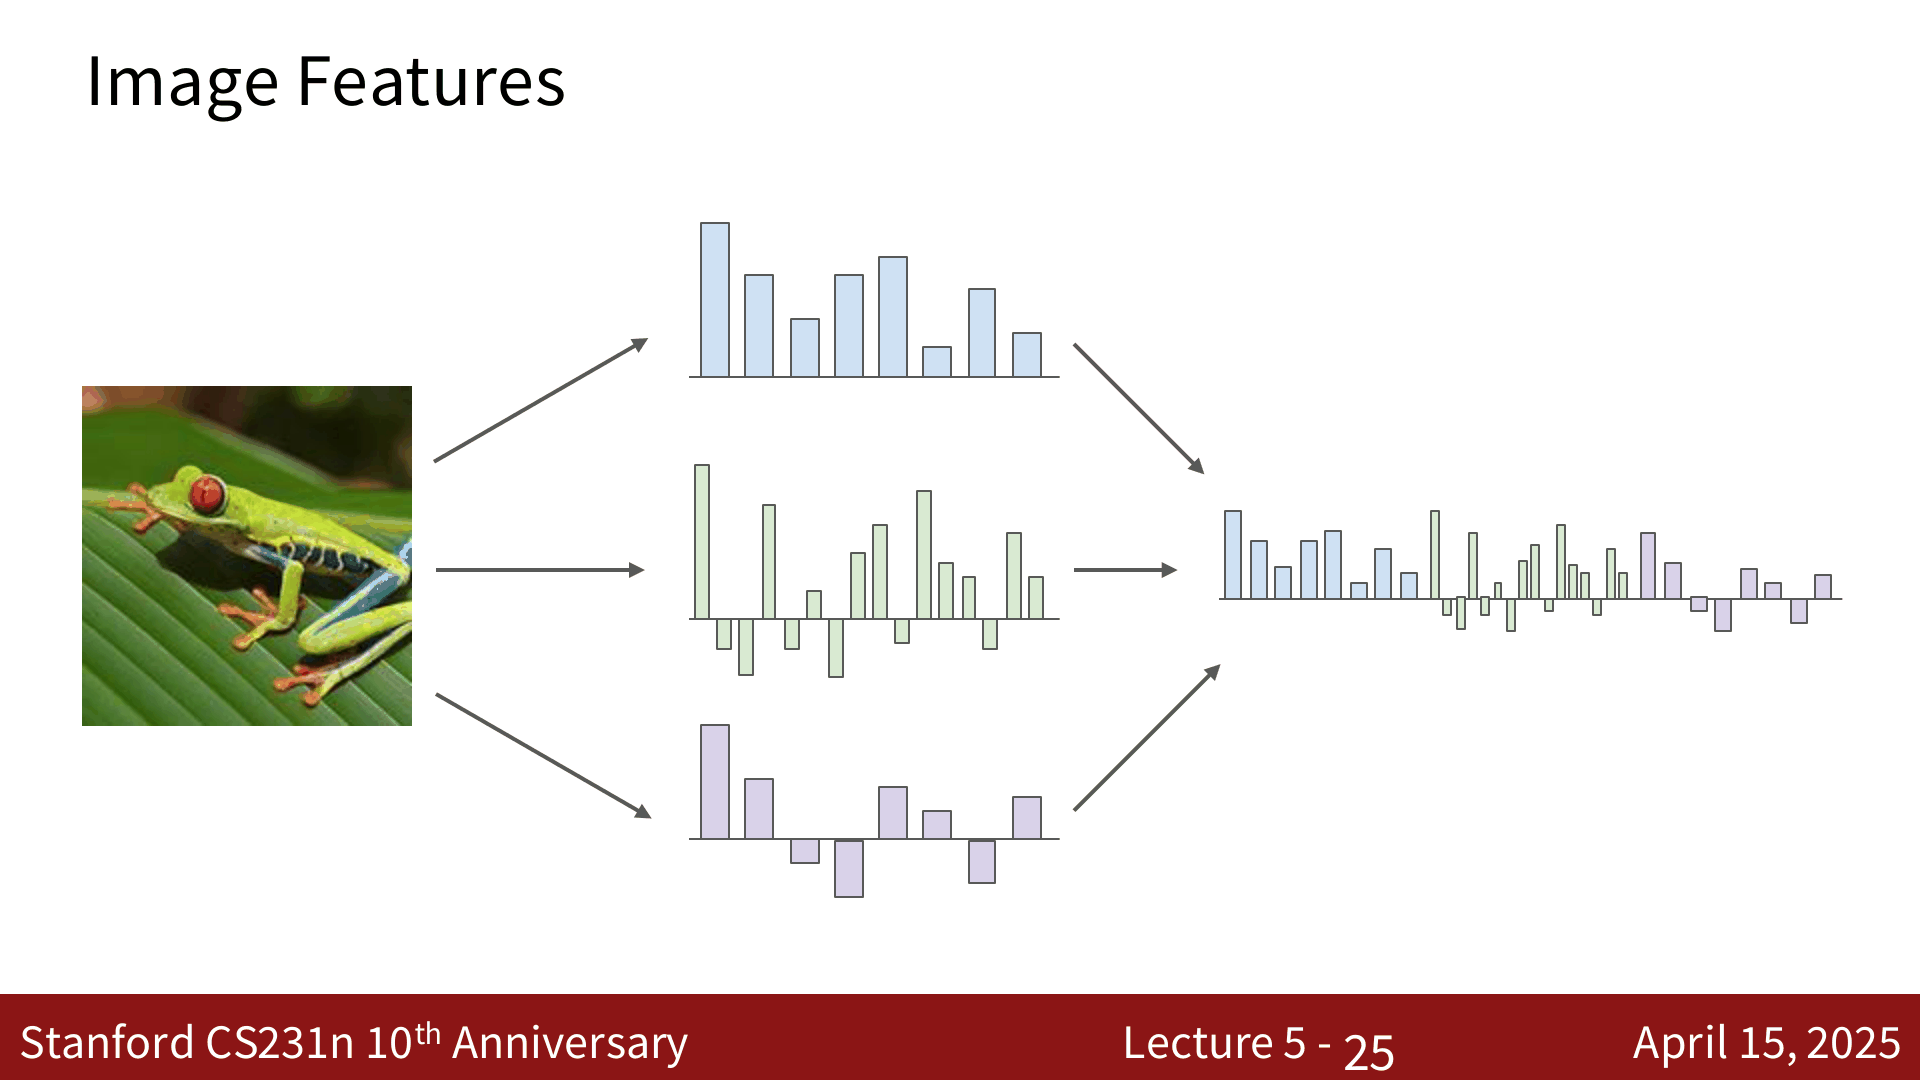 Image Features
Stanford CS231n 10th Anniversary
Lecture 5 - 25
April 15, 2025